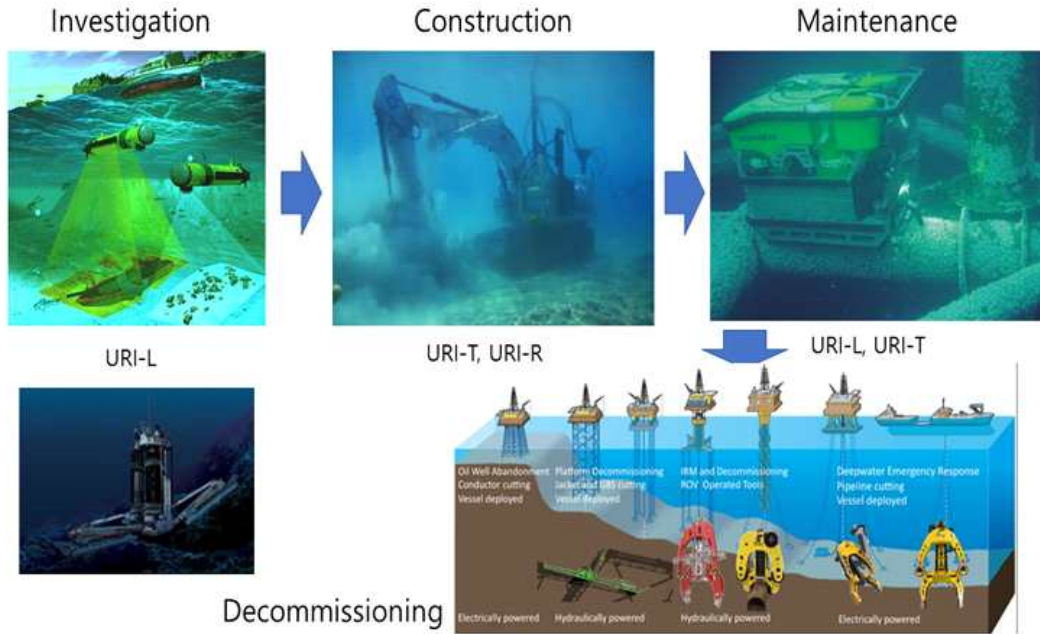 Investigation
Construction
Maintenance
URI-L
URI-T, URI-R
URI-L, URI-T
Oil Well Abandonment
Conductor cutting
Vessel deployed
Platform Decommissioning
Jacket and GBS cutting
Vessel deployed
IRM and Decommissioning
ROV Operated Tools
Deepwater Emergency Response
Pipeline cutting
Vessel deployed
Electrically powered
Hydraulically powered
Hydraulically powered
Electrically powered
Decommissioning